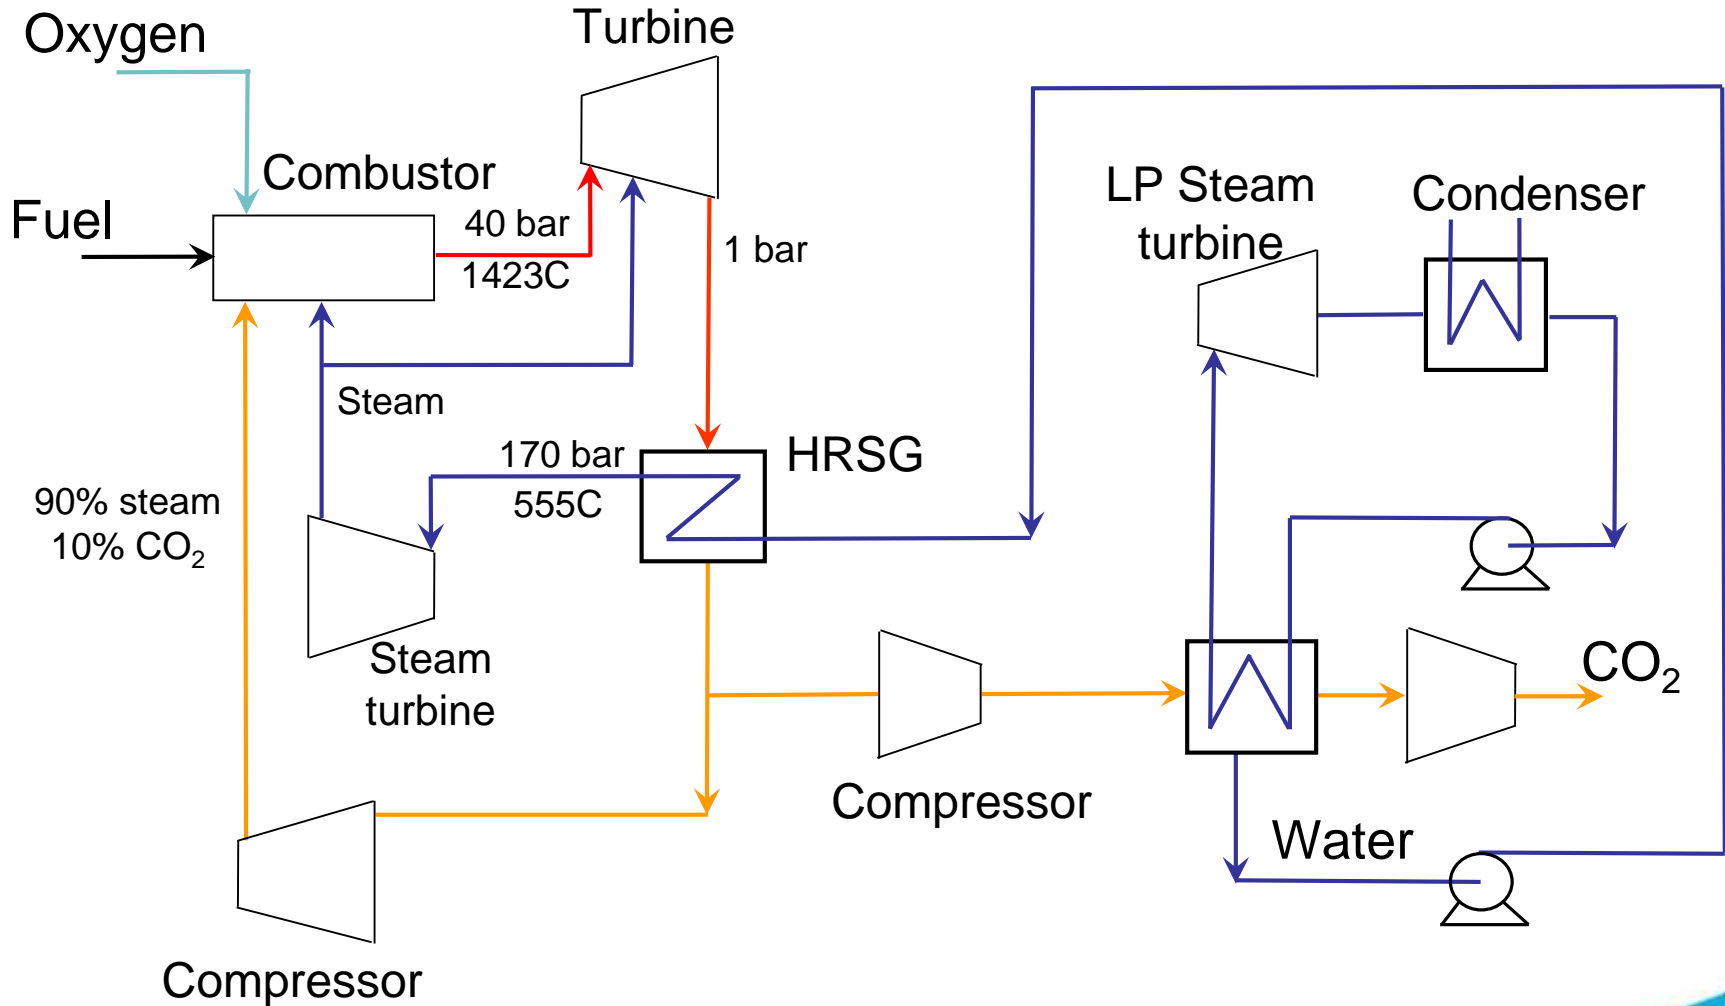 Oxygen
Turbine
Combustor
Fuel
40 bar
1423C
1 bar
LP Steam
turbine
Condenser
Steam
170 bar
555C
HRSG
90% steam
10% CO₂
Steam
turbine
CO₂
Compressor
Water
Compressor